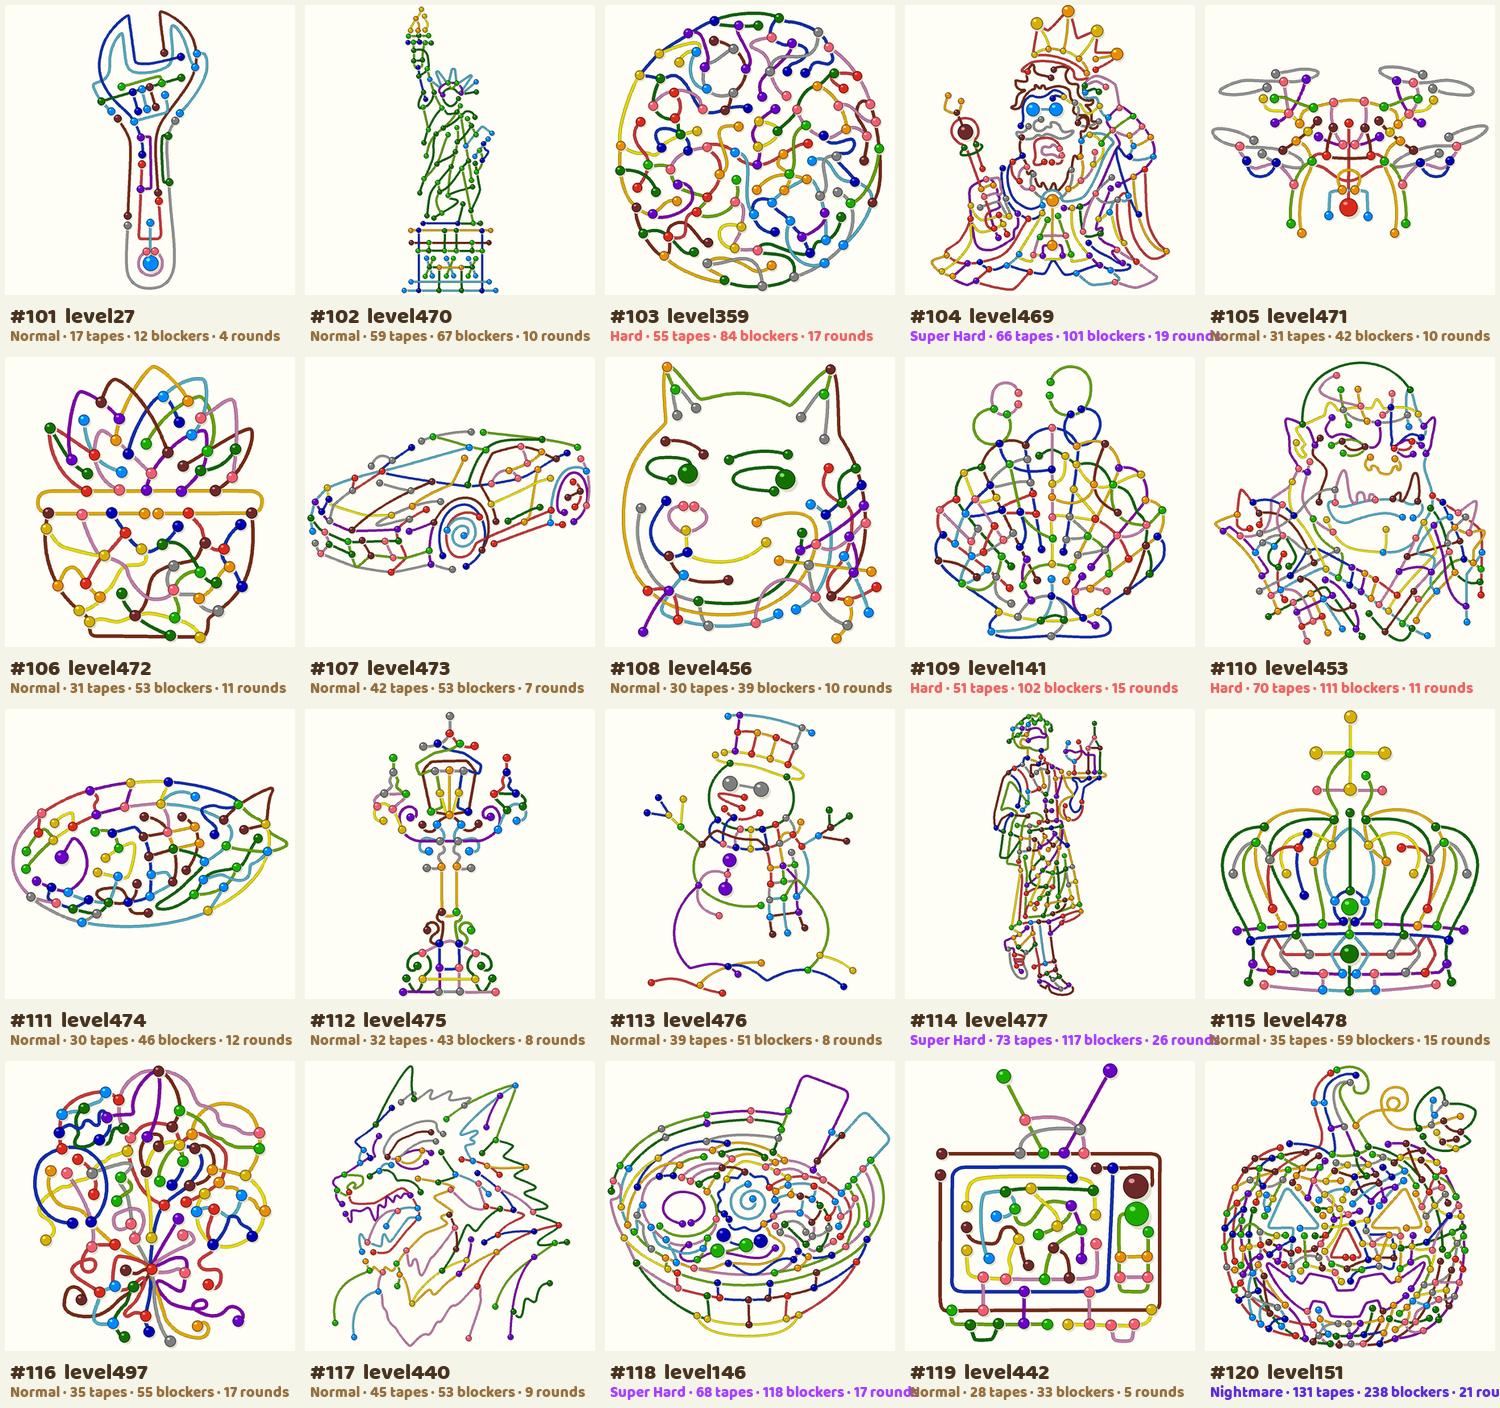 #101 level27
Normal · 17 tapes · 12 blockers · 4 rounds
#102 level470
Normal · 59 tapes · 67 blockers · 10 rounds
#103 level359
Hard · 55 tapes · 84 blockers · 17 rounds
#104 level469
Super Hard · 66 tapes · 101 blockers · 19 rounds
#105 level471
Normal · 31 tapes · 42 blockers · 10 rounds
#106 level472
Normal · 31 tapes · 53 blockers · 11 rounds
#107 level473
Normal · 42 tapes · 53 blockers · 7 rounds
#108 level456
Normal · 30 tapes · 39 blockers · 10 rounds
#109 level141
Hard · 51 tapes · 102 blockers · 15 rounds
#110 level453
Hard · 70 tapes · 111 blockers · 11 rounds
#111 level474
Normal · 30 tapes · 46 blockers · 12 rounds
#112 level475
Normal · 32 tapes · 43 blockers · 8 rounds
#113 level476
Normal · 39 tapes · 51 blockers · 8 rounds
#114 level477
Super Hard · 73 tapes · 117 blockers · 26 rounds
#115 level478
Normal · 35 tapes · 59 blockers · 15 rounds
#116 level497
Normal · 35 tapes · 55 blockers · 17 rounds
#117 level440
Normal · 45 tapes · 53 blockers · 9 rounds
#118 level146
Super Hard · 68 tapes · 118 blockers · 17 rounds
#119 level442
Normal · 28 tapes · 33 blockers · 5 rounds
#120 level151
Nightmare · 131 tapes · 238 blockers · 21 rou